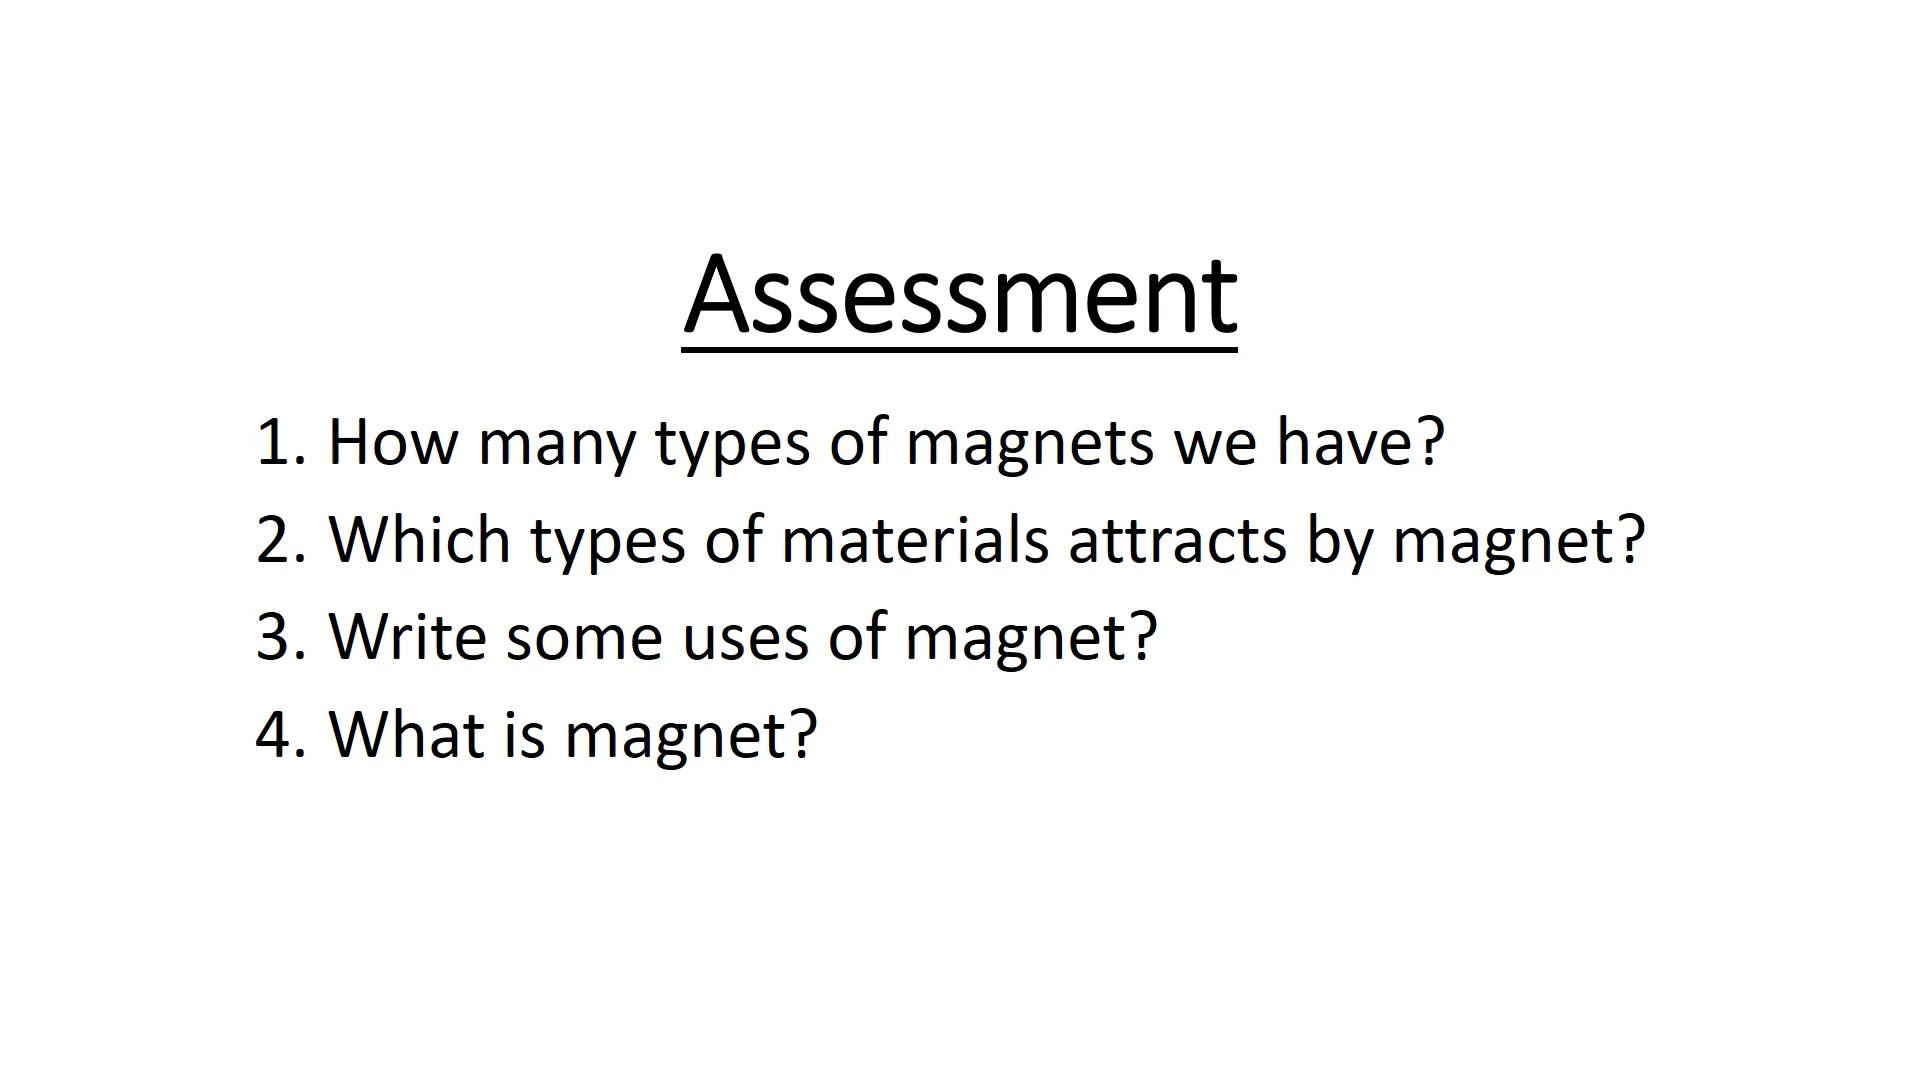 Assessment
1. How many types of magnets we have?
2. Which types of materials attracts by magnet?
3. Write some uses of magnet?
4. What is magnet?